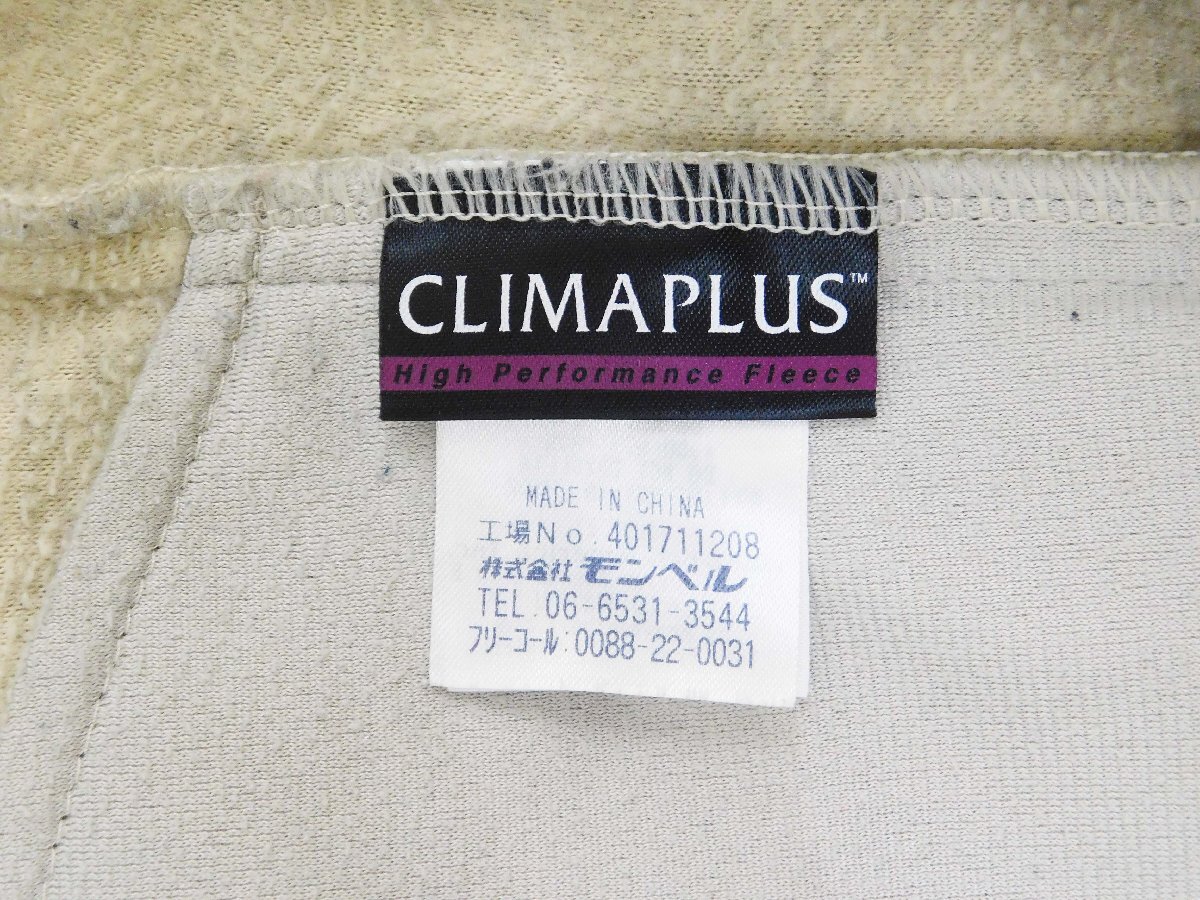 CLIMAPLUS™
High Performance Fleece
MADE IN CHINA
工場No.401711208
株式会社 モンベル
TEL.06-6531-3544
フリーコール:0088-22-0031